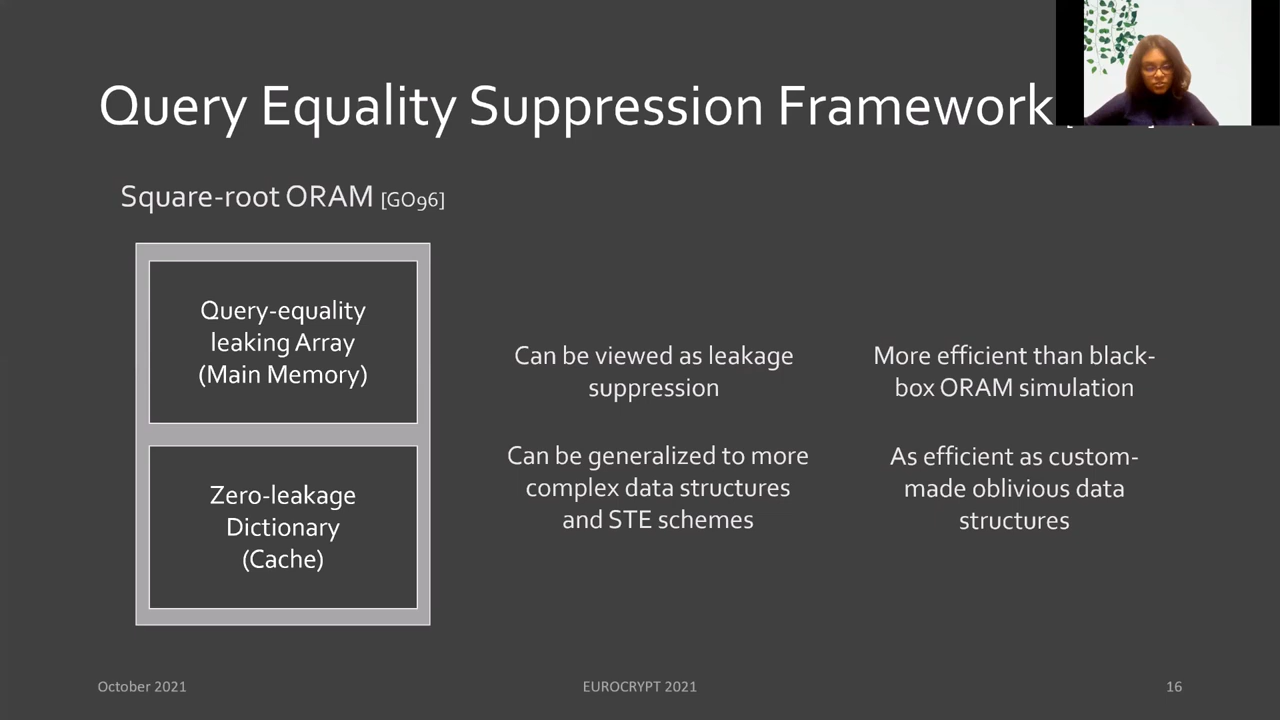 Query Equality Suppression Framework
Square-root ORAM [GO96]
Query-equality
leaking Array
(Main Memory)
Zero-leakage
Dictionary
(Cache)
Can be viewed as leakage
suppression
Can be generalized to more
complex data structures
and STE schemes
More efficient than black-
box ORAM simulation
As efficient as custom-
made oblivious data
structures
October 2021
EUROCRYPT 2021
16